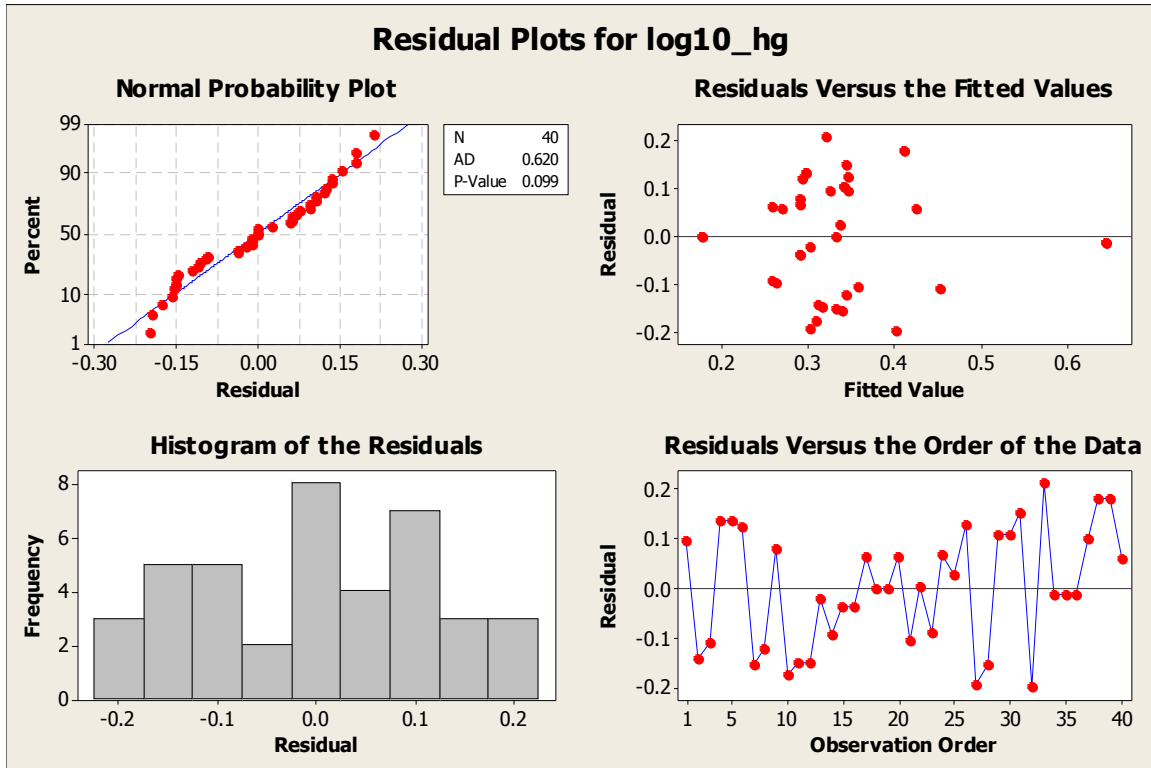 Residual Plots for log10_hg
Normal Probability Plot
99
90
50
10
1
Percent
-0.30 -0.15 0.00 0.15 0.30
Residual
N 40
AD 0.620
P-Value 0.099
Residuals Versus the Fitted Values
0.2
0.1
0.0
-0.1
-0.2
Residual
0.2 0.3 0.4 0.5 0.6
Fitted Value
Histogram of the Residuals
8
6
4
2
0
Frequency
-0.2 -0.1 0.0 0.1 0.2
Residual
Residuals Versus the Order of the Data
0.2
0.1
0.0
-0.1
-0.2
Residual
1 5 10 15 20 25 30 35 40
Observation Order